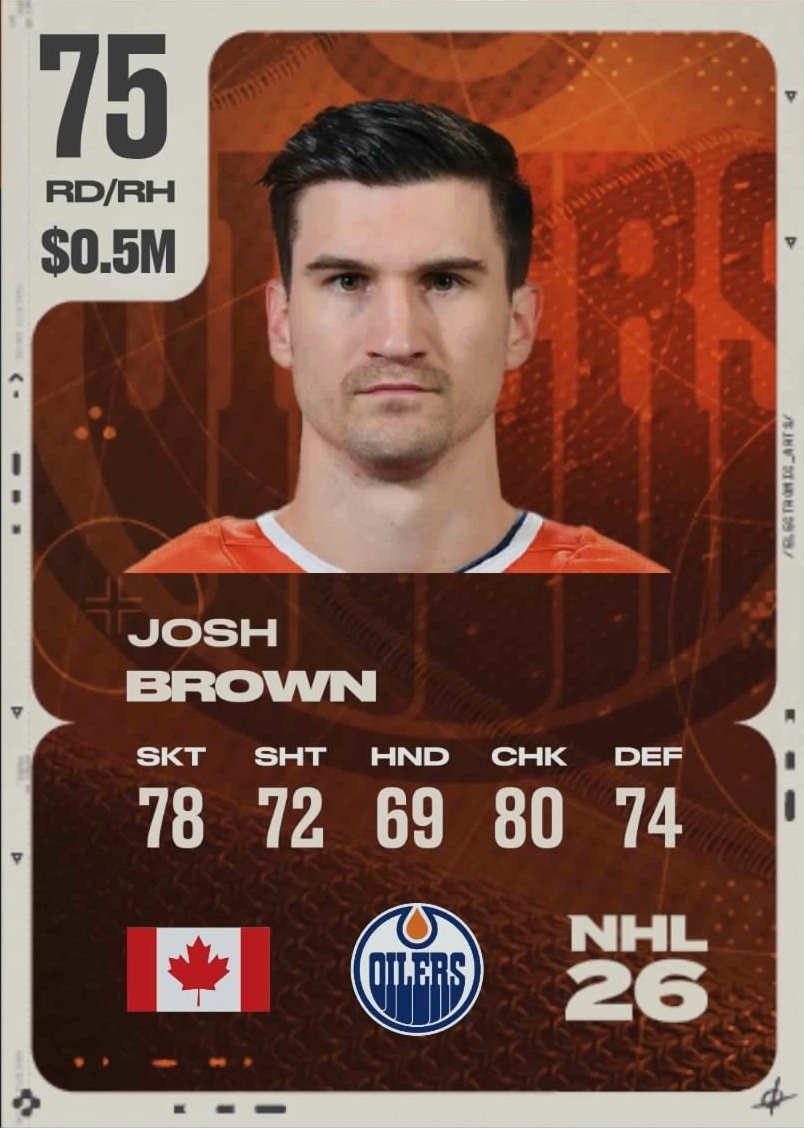 75
RD/RH
$0.5M
OILERS
JOSH
BROWN
SKT SHT HND CHK DEF
78 72 69 80 74
OILERS
NHL
26